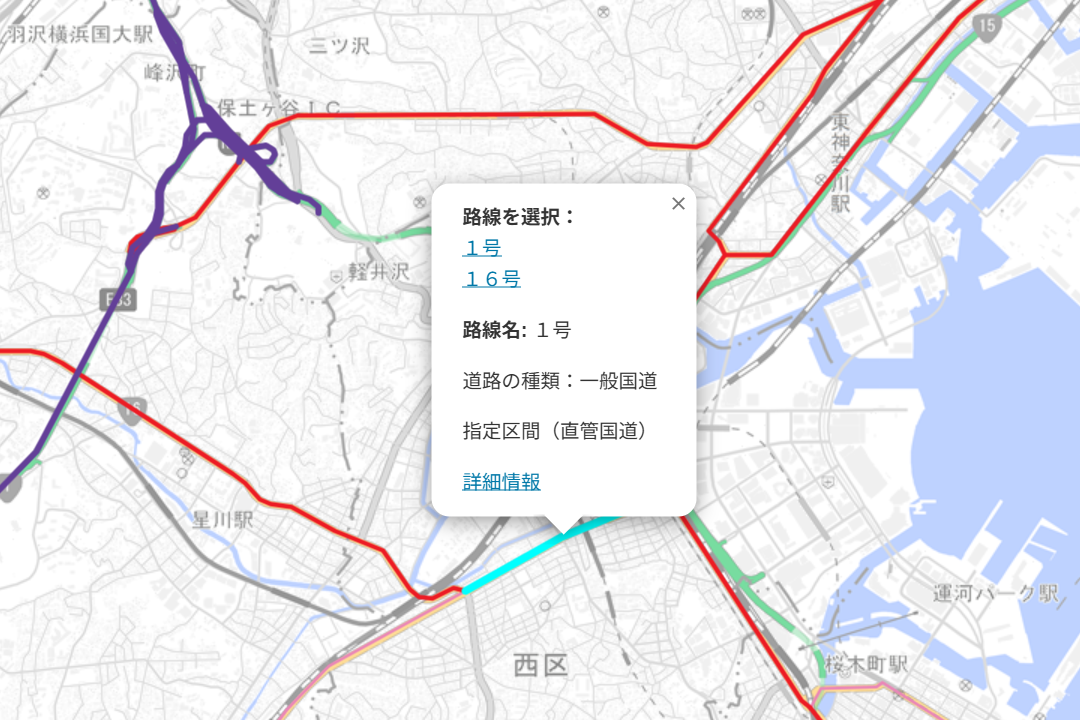 羽沢横浜国大駅
三ツ沢
15
峰沢町
保土ヶ谷ＩＣ
東神奈川駅
×
路線を選択：
１号
１６号
軽井沢
E83
路線名: １号
道路の種類：一般国道
16
指定区間（直管国道）
詳細情報
星川駅
運河パーク駅
西区
桜木町駅